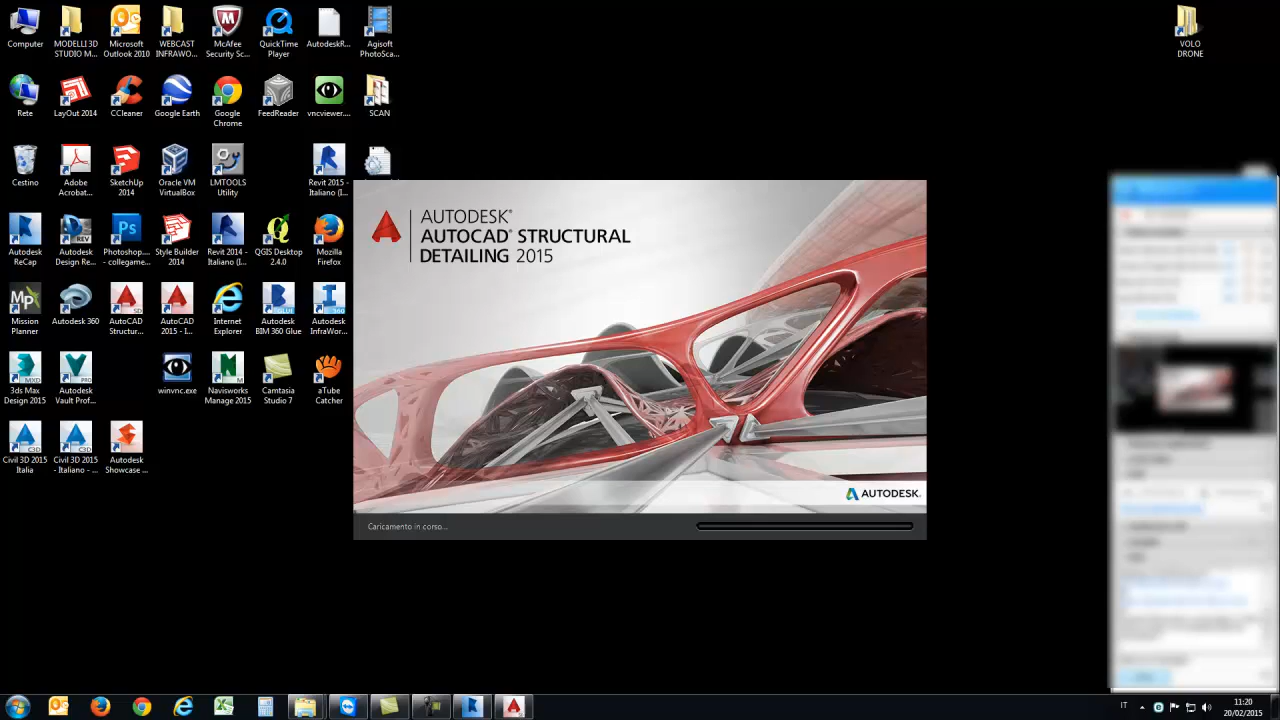 Computer
MODELLI 3D
STUDIO M...
Microsoft
Outlook 2010
WEBCAST
INFRAWO...
McAfee
Security Sc...
QuickTime
Player
AutodeskR...
Agisoft
PhotoSca...
VOLO
DRONE
Rete
LayOut 2014
CCleaner
Google Earth
Google
Chrome
FeedReader
vncviewer....
SCAN
Cestino
Adobe
Acrobat...
SketchUp
2014
Oracle VM
VirtualBox
LMTOOLS
Utility
Revit 2015 -
Italiano (I...
Autodesk
ReCap
Autodesk
Design Re...
Photoshop....
- collegame...
Style Builder
2014
Revit 2014 -
Italiano (I...
QGIS Desktop
2.4.0
Mozilla
Firefox
Mission
Planner
Autodesk 360
AutoCAD
Structur...
AutoCAD
2015 - I...
Internet
Explorer
Autodesk
BIM 360 Glue
Autodesk
InfraWor...
3ds Max
Design 2015
Autodesk
Vault Prof...
winvnc.exe
Navisworks
Manage 2015
Camtasia
Studio 7
aTube
Catcher
Civil 3D 2015
Italia
Civil 3D 2015
- Italiano - ...
Autodesk
Showcase ...
AUTODESK®
AUTOCAD® STRUCTURAL
DETAILING 2015
AUTODESK.
Caricamento in corso...
IT
11:20
20/02/2015